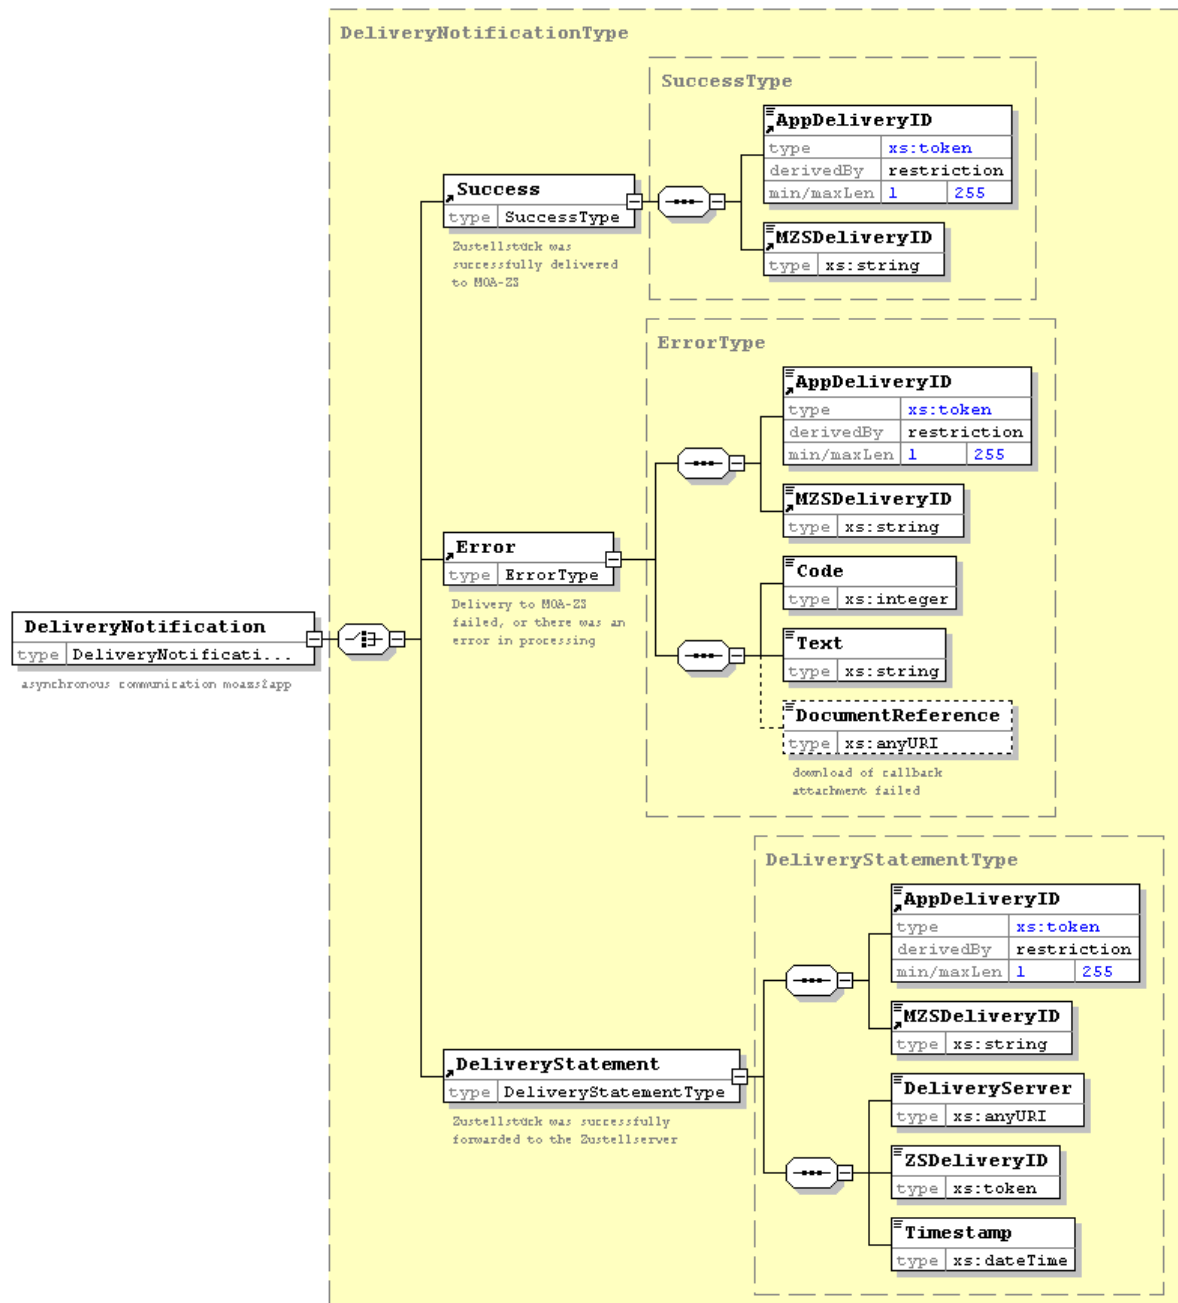 DeliveryNotificationType
SuccessType
AppDeliveryID
type xs:token
derivedBy restriction
min/maxLen 1 255
Success
type SuccessType
Zustellstück was
successfully delivered
to MOA-ZS
MZSDeliveryID
type xs:string
ErrorType
AppDeliveryID
type xs:token
derivedBy restriction
min/maxLen 1 255
MZSDeliveryID
type xs:string
Error
type ErrorType
Delivery to MOA-ZS
failed, or there was an
error in processing
Code
type xs:integer
Text
type xs:string
DocumentReference
type xs:anyURI
download of callback
attachment failed
DeliveryNotification
type DeliveryNotificati...
asynchronous communication moazs2app
DeliveryStatementType
AppDeliveryID
type xs:token
derivedBy restriction
min/maxLen 1 255
MZSDeliveryID
type xs:string
DeliveryStatement
type DeliveryStatementType
Zustellstück was successfully
forwarded to the Zustellserver
DeliveryServer
type xs:anyURI
ZSDeliveryID
type xs:token
Timestamp
type xs:dateTime